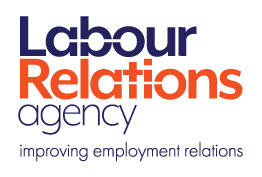 Labour
Relations
agency
improving employment relations